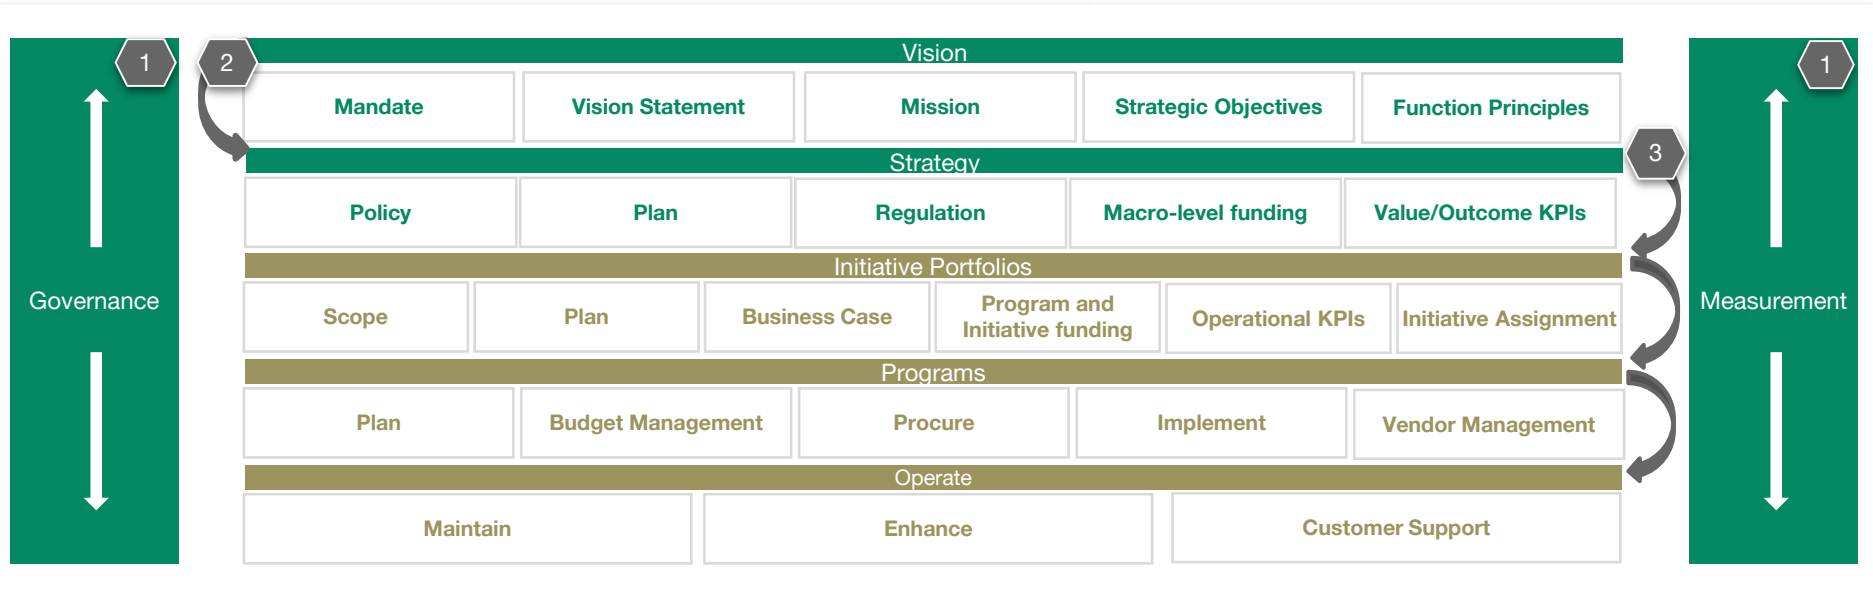 1
2
Vision
1
Mandate
Vision Statement
Mission
Strategic Objectives
Function Principles
Strategy
3
Policy
Plan
Regulation
Macro-level funding
Value/Outcome KPIs
Initiative Portfolios
Governance
Measurement
Scope
Plan
Business Case
Program and
Initiative funding
Operational KPIs
Initiative Assignment
Programs
Plan
Budget Management
Procure
Implement
Vendor Management
Operate
Maintain
Enhance
Customer Support